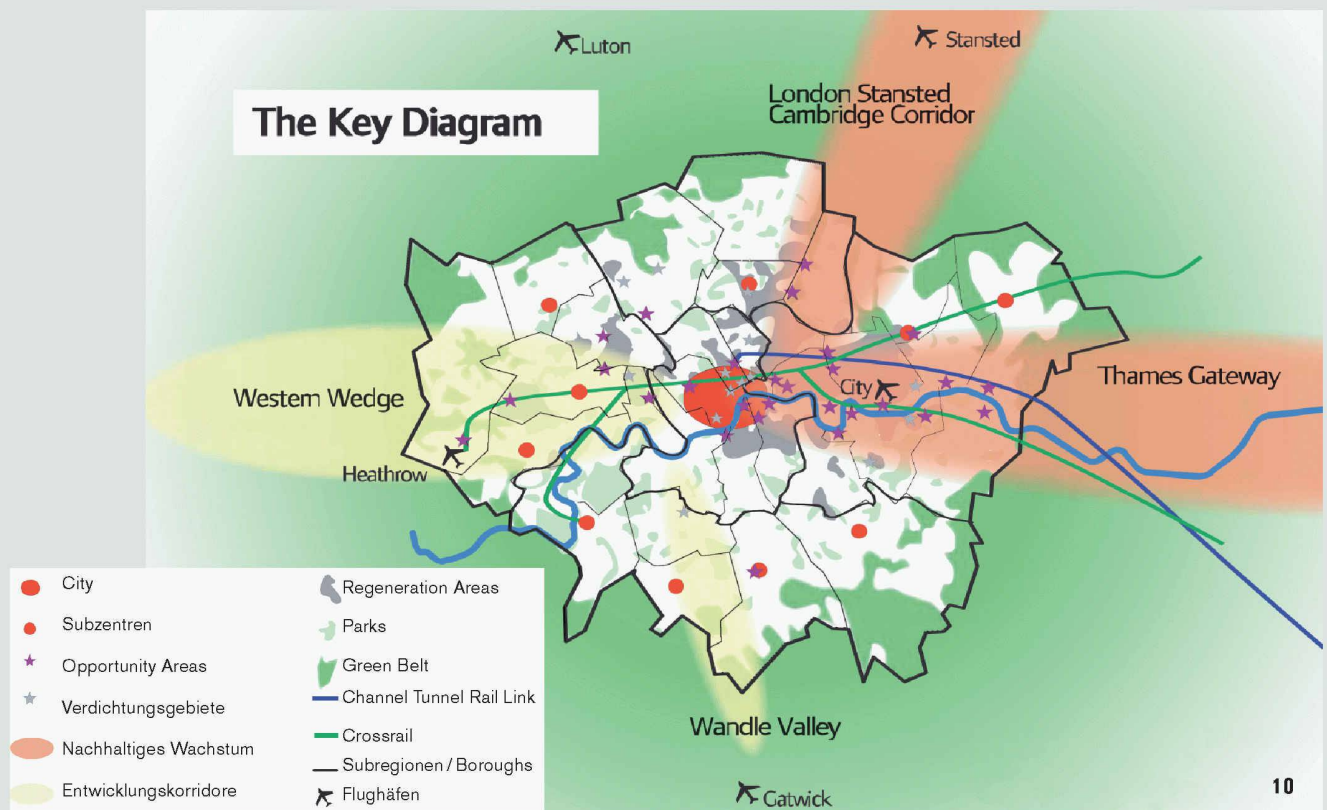 Luton
Stansted
The Key Diagram
London Stansted
Cambridge Corridor
Western Wedge
City
Thames Gateway
Heathrow
Wandle Valley
Gatwick
City
Subzentren
Opportunity Areas
Verdichtungsgebiete
Nachhaltiges Wachstum
Entwicklungskorridore
Regeneration Areas
Parks
Green Belt
Channel Tunnel Rail Link
Crossrail
Subregionen / Boroughs
Flughäfen
10